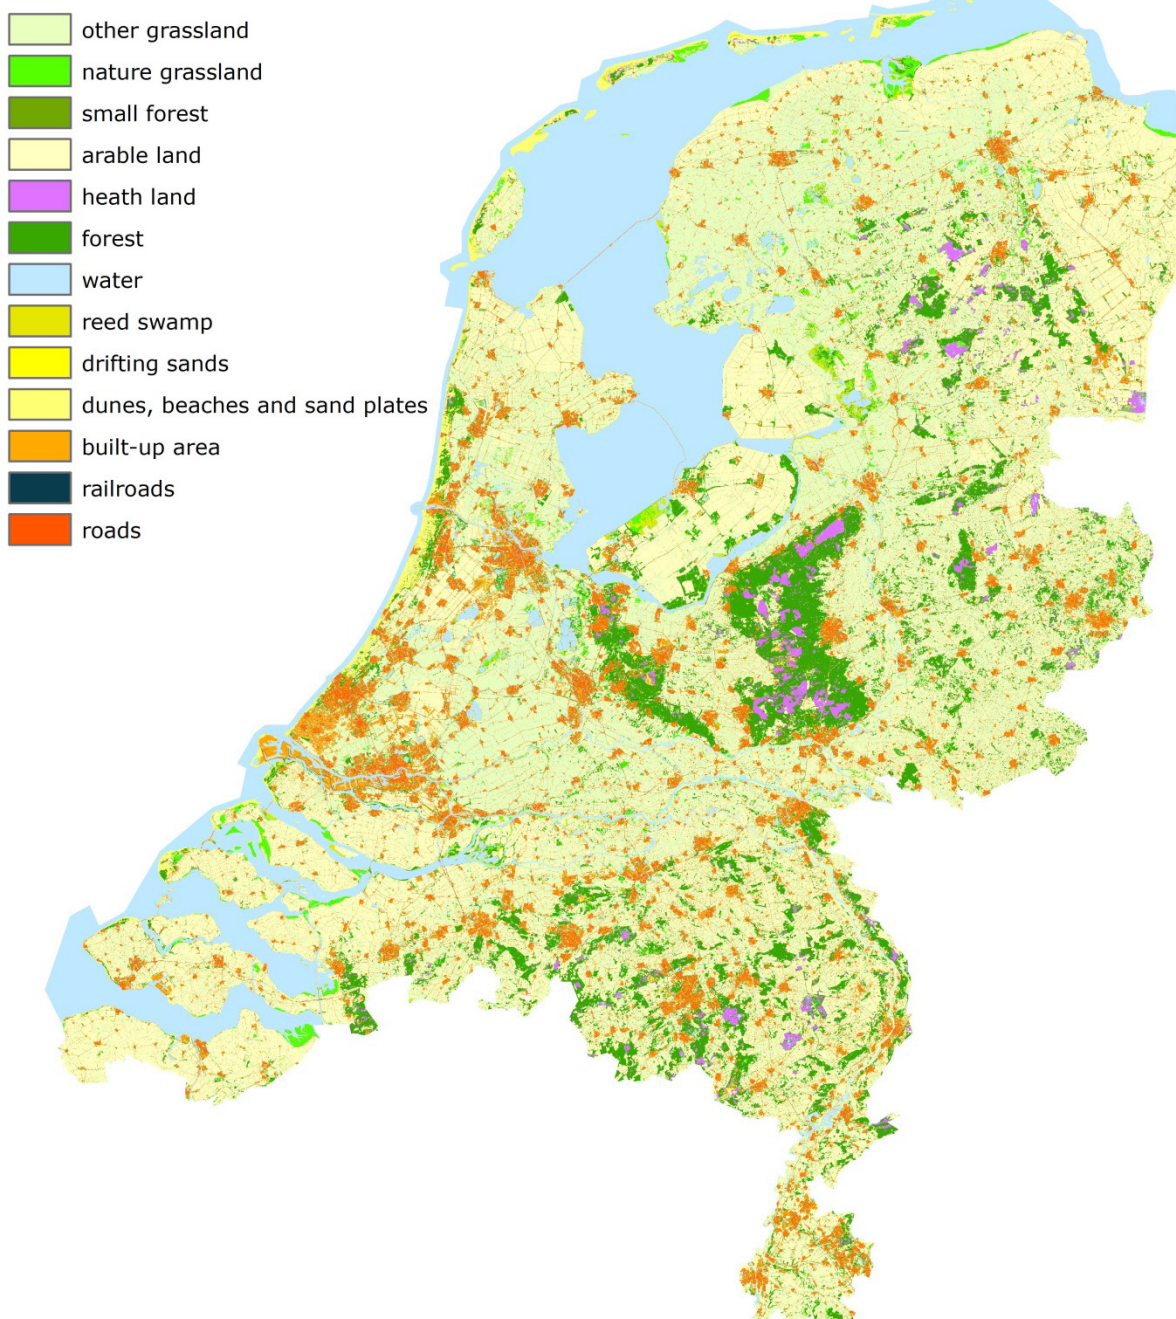 other grassland
nature grassland
small forest
arable land
heath land
forest
water
reed swamp
drifting sands
dunes, beaches and sand plates
built-up area
railroads
roads